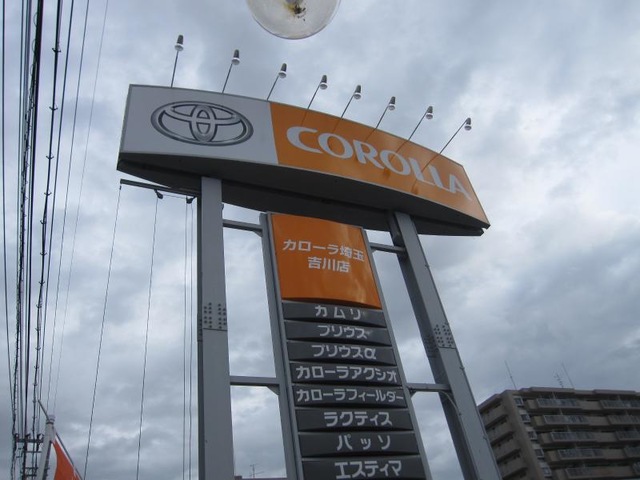 COROLLA
カローラ埼玉
吉川店
カムリ
プリウス
プリウスα
カローラアクシオ
カローラフィールダー
ラクティス
パッソ
エスティマ